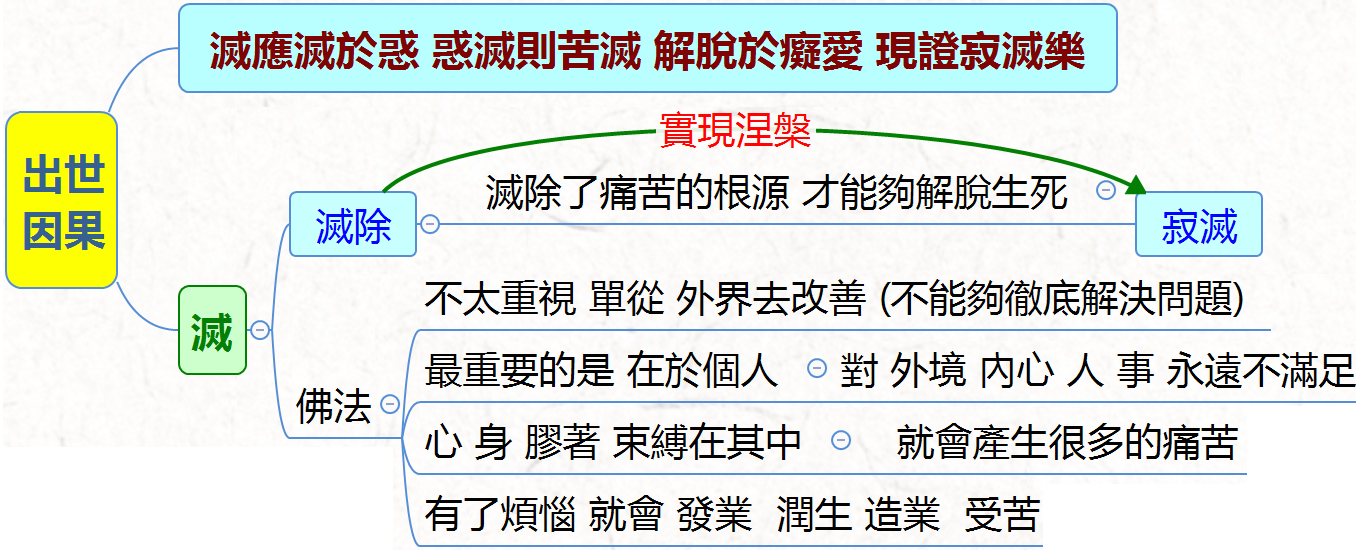 滅應滅於惑 惑滅則苦滅 解脫於癡愛 現證寂滅樂
出世
因果
實現涅槃
滅除了痛苦的根源 才能夠解脫生死
滅除
寂滅
滅
不太重視 單從 外界去改善 (不能夠徹底解決問題)
最重要的是 在於個人 對 外境 內心 人 事 永遠不滿足
佛法
心 身 膠著 束縛在其中 就會產生很多的痛苦
有了煩惱 就會 發業 潤生 造業 受苦